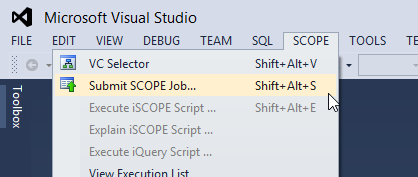 Microsoft Visual Studio
FILE EDIT VIEW DEBUG TEAM SQL SCOPE TOOLS
VC Selector Shift+Alt+V
Submit SCOPE Job... Shift+Alt+S
Execute iSCOPE Script ... Shift+Alt+E
Explain iSCOPE Script ...
Execute iQuery Script ...
View Execution List
Toolbox